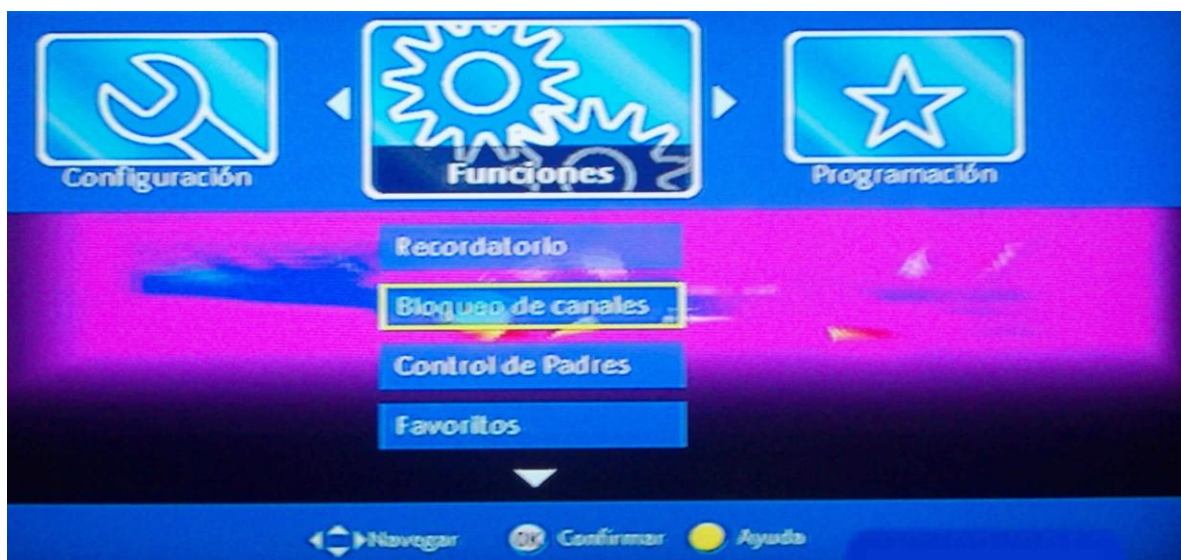 Configuración
Funciones
Programación
Recordatorio
Bloqueo de canales
Control de Padres
Favoritos
Navegar OK Confirmar Ayuda